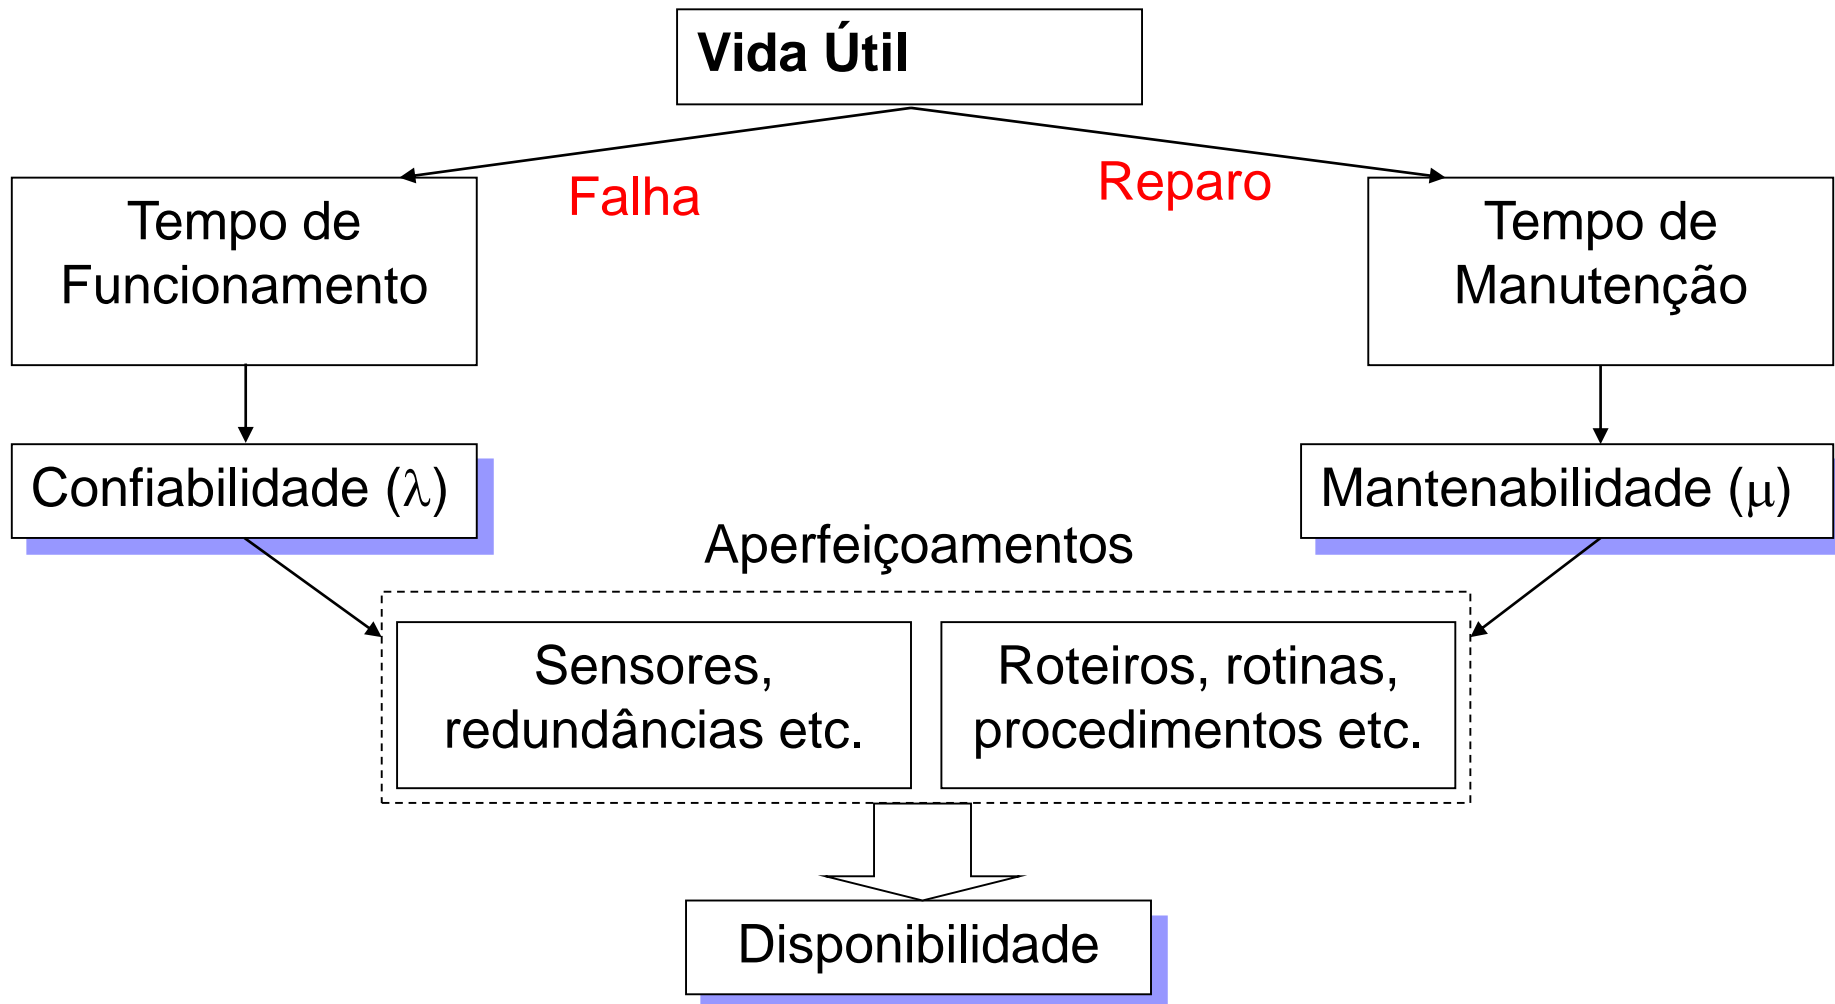 Vida Útil
Falha
Reparo
Tempo de
Funcionamento
Tempo de
Manutenção
Confiabilidade (λ)
Mantenabilidade (μ)
Aperfeiçoamentos
Sensores,
redundâncias etc.
Roteiros, rotinas,
procedimentos etc.
Disponibilidade